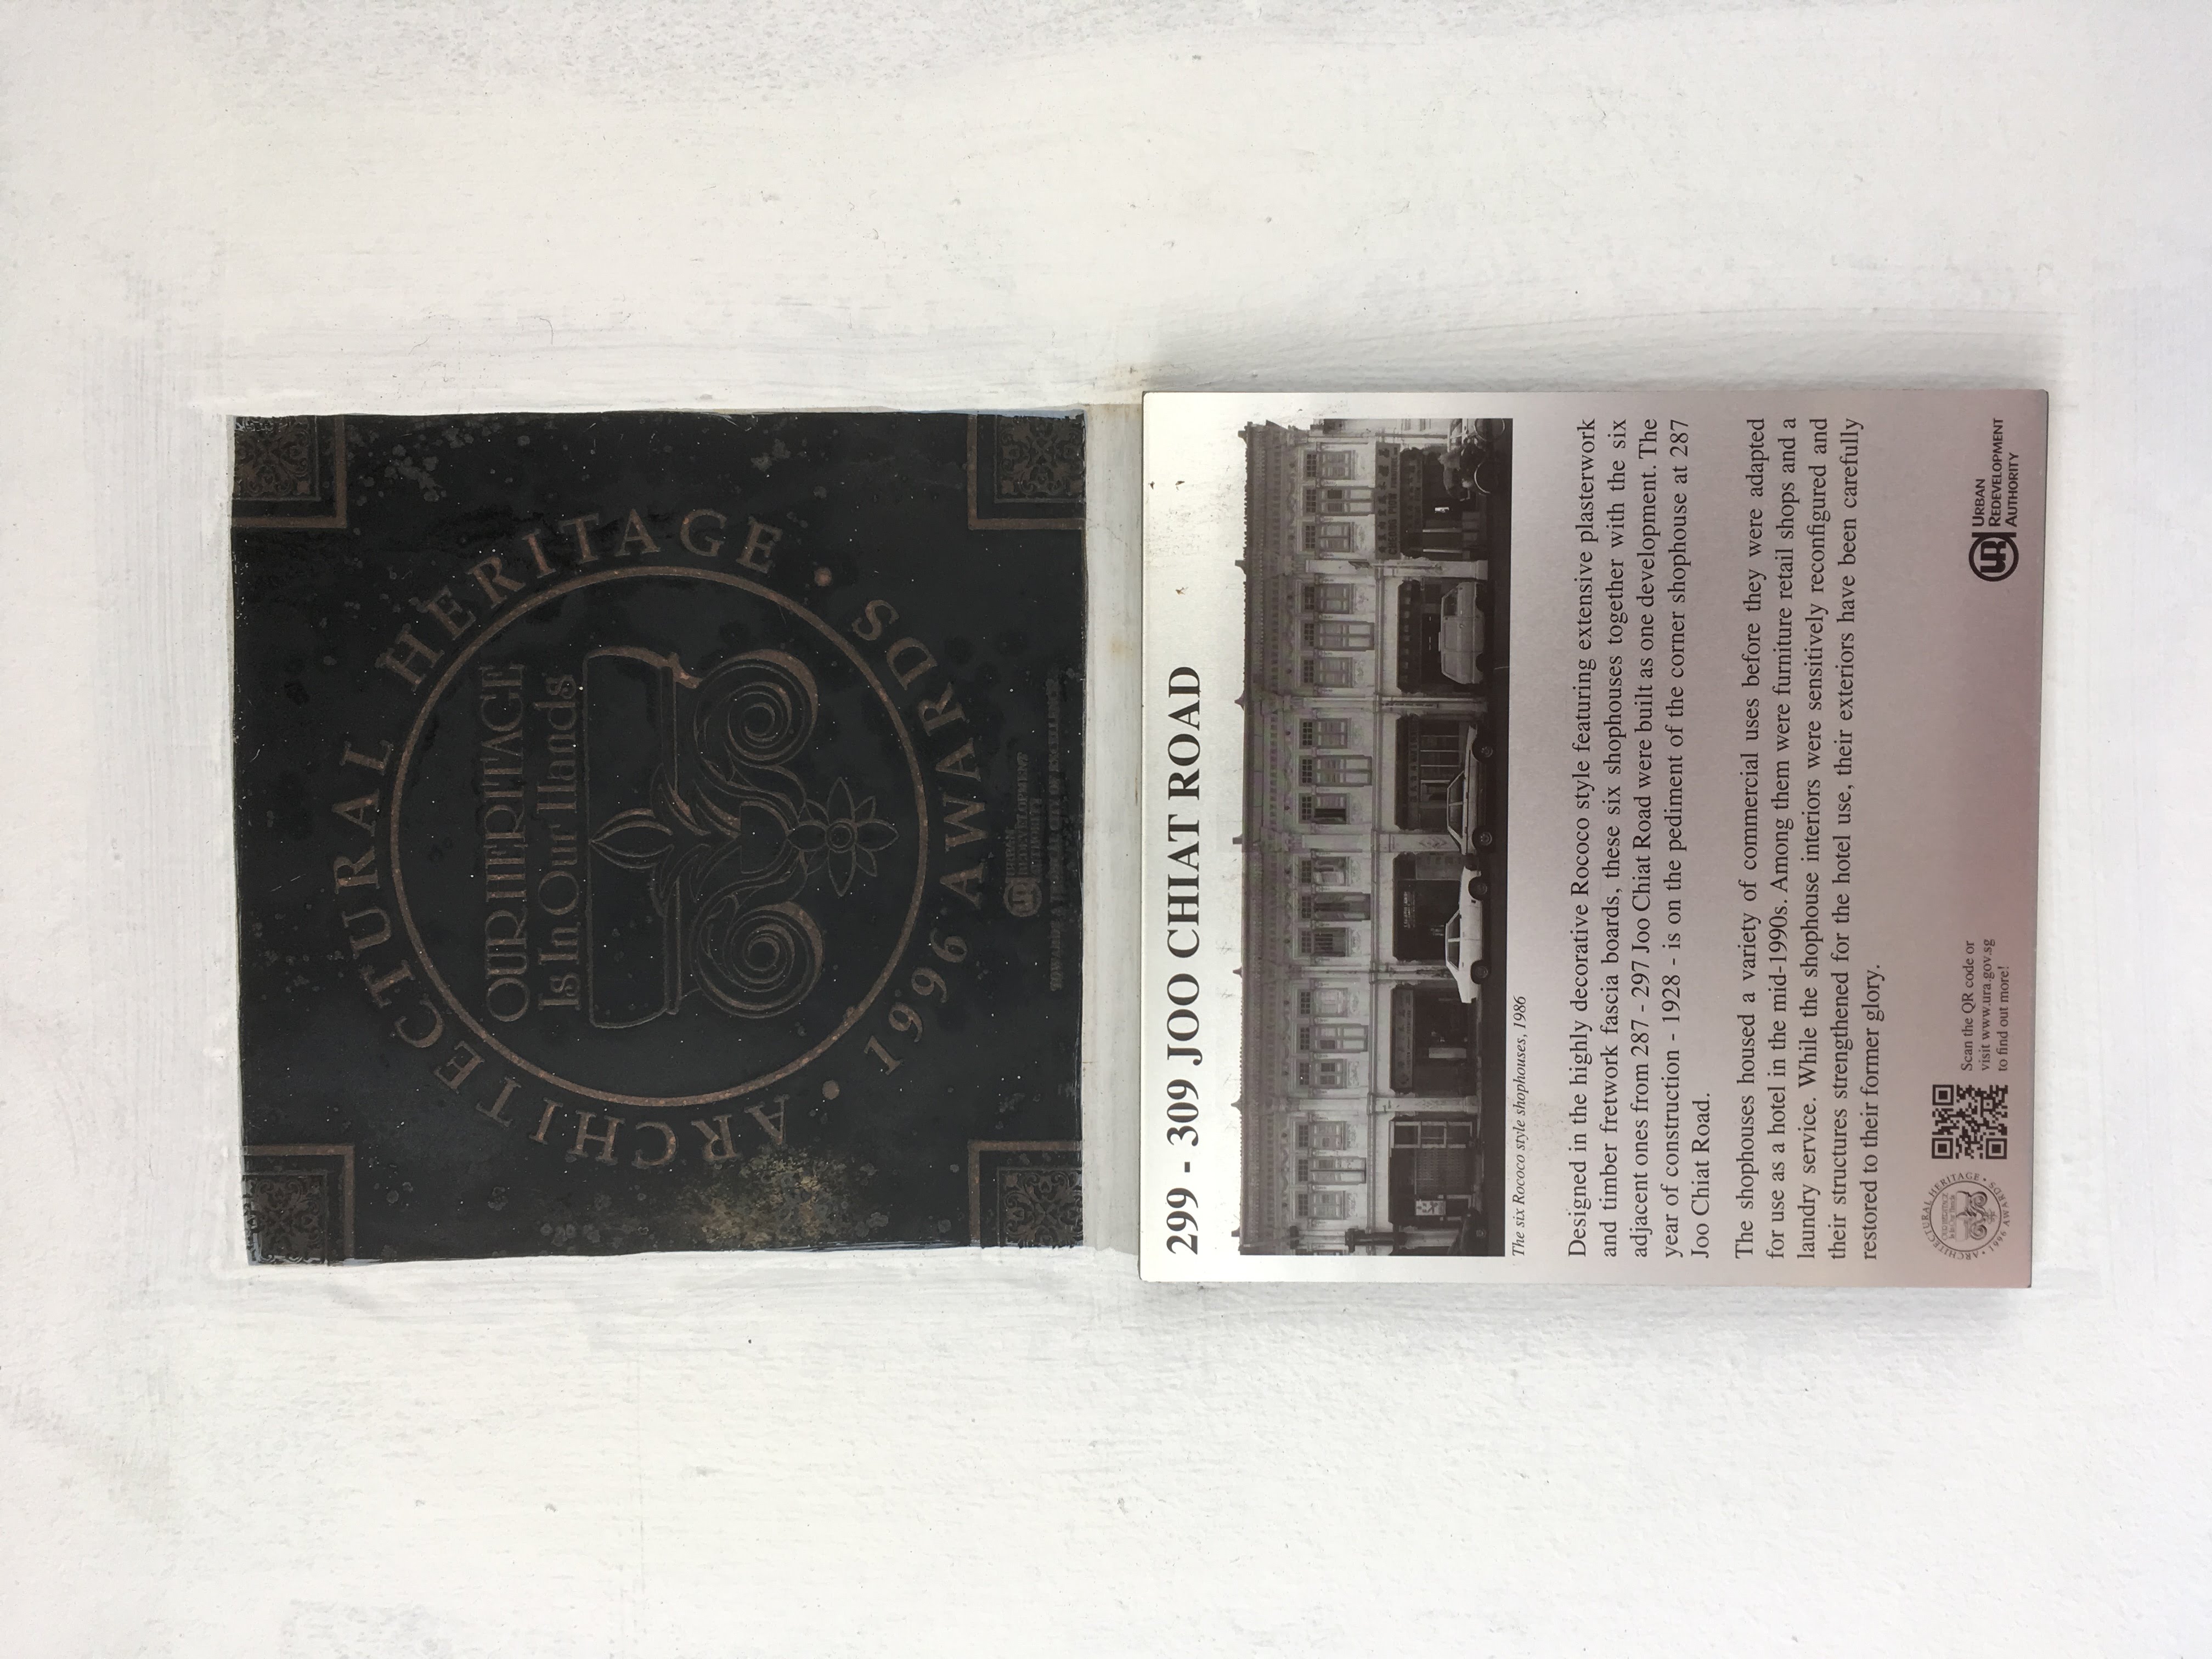 ARCHITECTURAL HERITAGE
OUR HERITAGE
Is In Our Hands
• 1996 AWARDS •
URBAN
REDEVELOPMENT
AUTHORITY
TOWARDS A TROPICAL CITY OF EXCELLENCE
299 - 309 JOO CHIAT ROAD
CHEONG
The six Rococo style shophouses, 1986
Designed in the highly decorative Rococo style featuring extensive plasterwork
and timber fretwork fascia boards, these six shophouses together with the six
adjacent ones from 287 - 297 Joo Chiat Road were built as one development. The
year of construction - 1928 - is on the pediment of the corner shophouse at 287
Joo Chiat Road.
The shophouses housed a variety of commercial uses before they were adapted
for use as a hotel in the mid-1990s. Among them were furniture retail shops and a
laundry service. While the shophouse interiors were sensitively reconfigured and
their structures strengthened for the hotel use, their exteriors have been carefully
restored to their former glory.
ARCHITECTURAL HERITAGE
OUR HERITAGE
Is In Our Hands
• 1996 AWARDS •
Scan the QR code or
visit www.ura.gov.sg
to find out more!
URBAN
REDEVELOPMENT
AUTHORITY